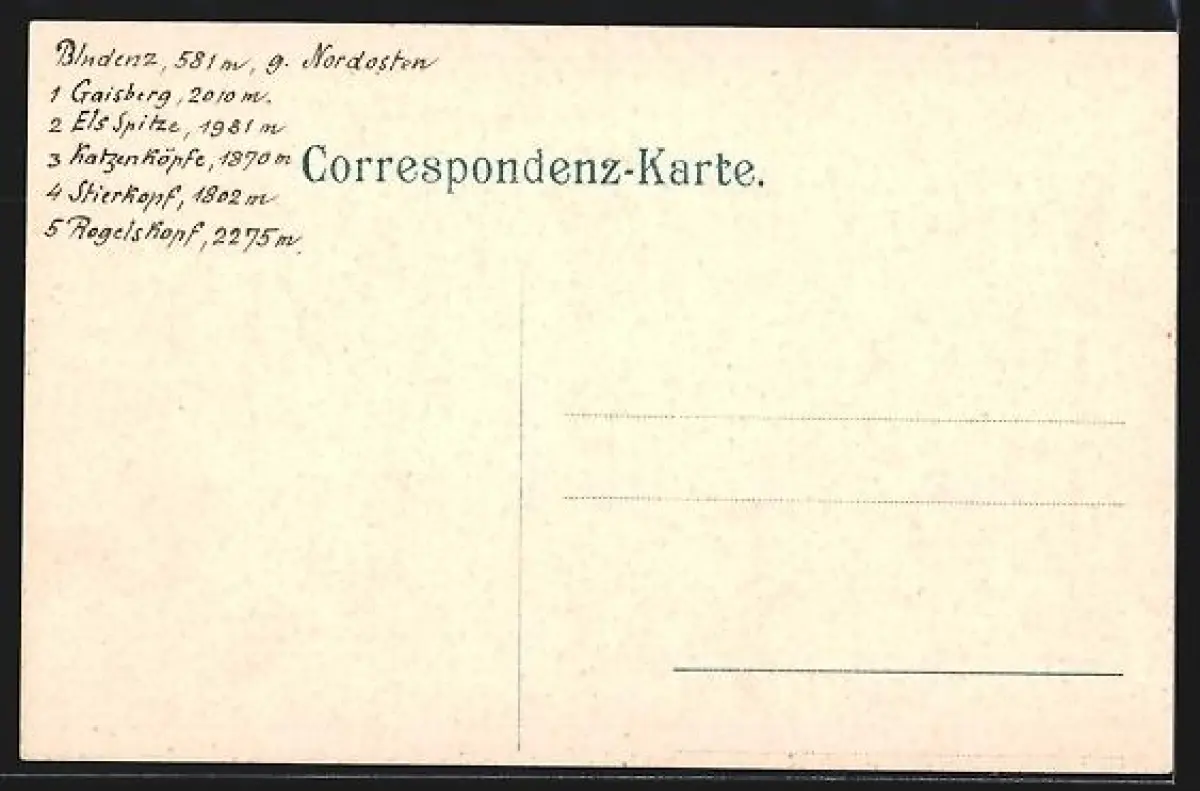 Bludenz, 581 m, g. Nordosten
1 Gaisberg, 2010 m.
2 Els Spitze, 1981 m
3 Katzenköpfe, 1870 m
Correspondenz-Karte.
4 Stierkopf, 1802 m
5 Rogelskopf, 2275 m.